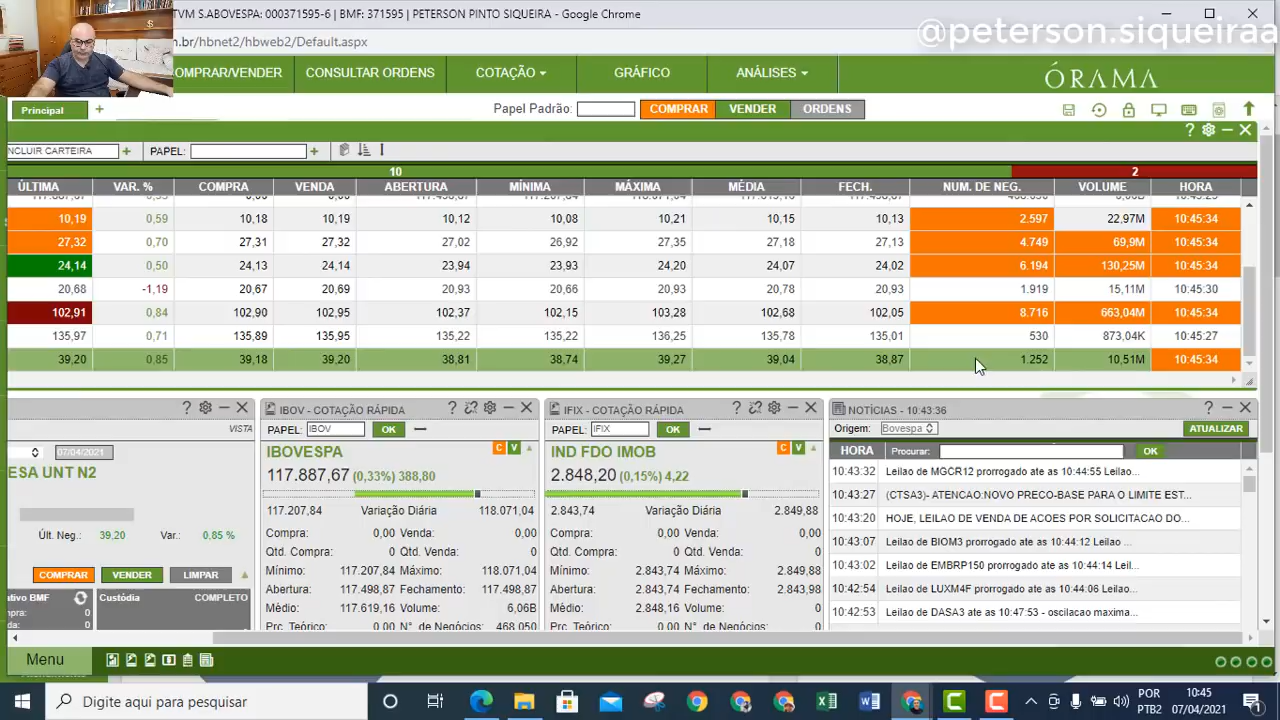 TVM S.ABOVESPA: 000371595-6 | BMF: 371595 | PETERSON PINTO SIQUEIRA - Google Chrome
@peterson.siqueiraa
.br/hbnet2/hbweb2/Default.aspx
COMPRAR/VENDER CONSULTAR ORDENS COTAÇÃO GRÁFICO ANÁLISES ÓRAMA
Principal + Papel Padrão: COMPRAR VENDER ORDENS
INCLUIR CARTEIRA + PAPEL: +
10 2
ÚLTIMA VAR. % COMPRA VENDA ABERTURA MÍNIMA MÁXIMA MÉDIA FECH. NUM. DE NEG. VOLUME HORA
10,19 0,59 10,18 10,19 10,12 10,08 10,21 10,15 10,13 2.597 22,97M 10:45:34
27,32 0,70 27,31 27,32 27,02 26,92 27,35 27,18 27,13 4.749 69,9M 10:45:34
24,14 0,50 24,13 24,14 23,94 23,93 24,20 24,07 24,02 6.194 130,25M 10:45:34
20,68 -1,19 20,67 20,69 20,93 20,66 20,93 20,78 20,93 1.919 15,11M 10:45:30
102,91 0,84 102,90 102,95 102,37 102,15 103,28 102,68 102,05 8.716 663,04M 10:45:34
135,97 0,71 135,89 135,95 135,22 135,22 136,25 135,78 135,01 530 873,04K 10:45:27
39,20 0,85 39,18 39,20 38,81 38,74 39,27 39,04 38,87 1.252 10,51M 10:45:34
VISTA
07/04/2021
ESA UNT N2
Últ. Neg.: 39,20 Var.: 0,85 %
COMPRAR VENDER LIMPAR
ativo BMF Custódia COMPLETO
pra: 0
da: 0
IBOV - COTAÇÃO RÁPIDA
PAPEL: IBOV OK
IBOVESPA C V
117.887,67 (0,33%) 388,80
117.207,84 Variação Diária 118.071,04
Compra: 0,00 Venda: 0,00
Qtd. Compra: 0 Qtd. Venda: 0
Mínimo: 117.207,84 Máximo: 118.071,04
Abertura: 117.498,87 Fechamento: 117.498,87
Médio: 117.619,16 Volume: 6,06B
Prc. Teórico: 0,00 N° de Negócios: 468.050
IFIX - COTAÇÃO RÁPIDA
PAPEL: IFIX OK
IND FDO IMOB C V
2.848,20 (0,15%) 4,22
2.843,74 Variação Diária 2.849,88
Compra: 0,00 Venda: 0,00
Qtd. Compra: 0 Qtd. Venda: 0
Mínimo: 2.843,74 Máximo: 2.849,88
Abertura: 2.843,74 Fechamento: 2.843,98
Médio: 2.848,16 Volume:
Prc. Teórico: 0,00 N° de Negócios:
NOTÍCIAS - 10:43:36
Origem: Bovespa ATUALIZAR
HORA Procurar: OK
10:43:32 Leilao de MGCR12 prorrogado ate as 10:44:55 Leilao...
10:43:27 (CTSA3)- ATENCAO:NOVO PRECO-BASE PARA O LIMITE EST...
10:43:20 HOJE, LEILAO DE VENDA DE ACOES POR SOLICITACAO DO...
10:43:07 Leilao de BIOM3 prorrogado ate as 10:44:12 Leilao ...
10:43:02 Leilao de EMBRP150 prorrogado ate as 10:44:14 Leil...
10:42:54 Leilao de LUXM4F prorrogado ate as 10:44:06 Leilao...
10:42:53 Leilao de DASA3 ate as 10:47:53 - oscilacao maxima...
Menu
Digite aqui para pesquisar
POR
PTB2
10:45
07/04/2021
1